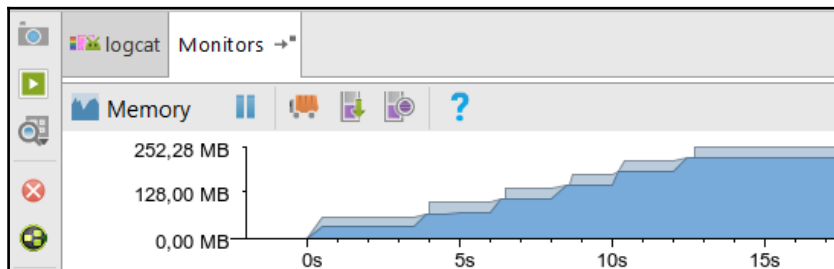 logcat Monitors
Memory ?
252,28 MB
128,00 MB
0,00 MB
0s 5s 10s 15s